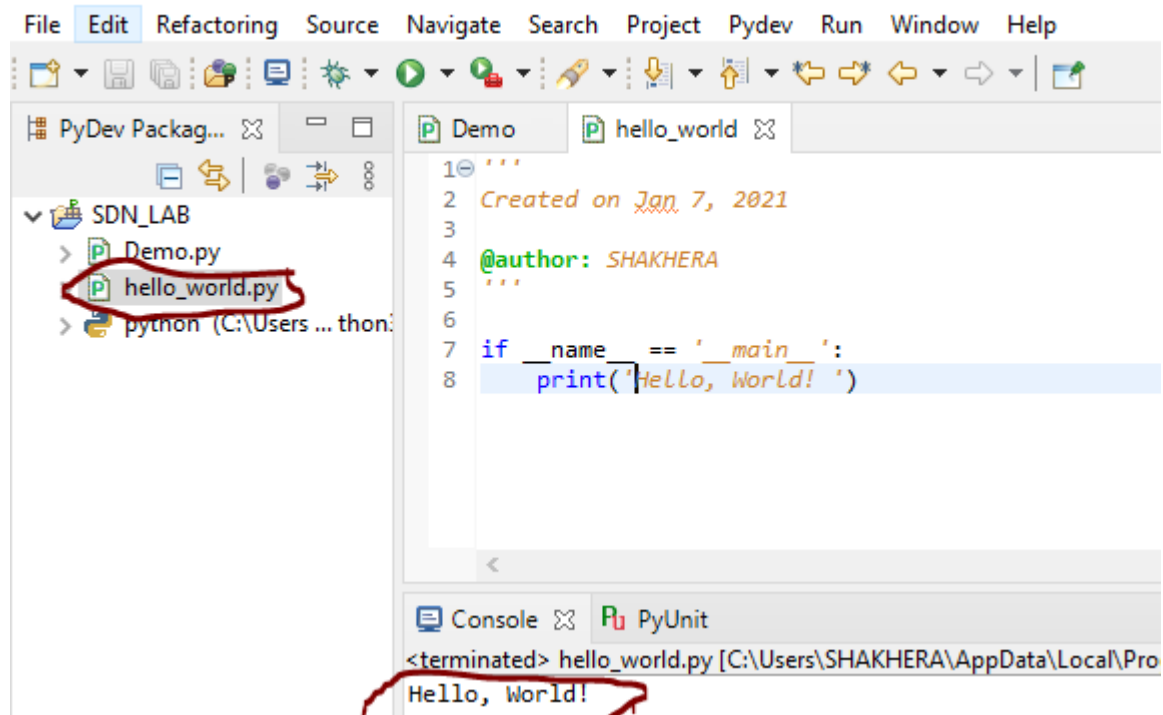 File Edit Refactoring Source Navigate Search Project Pydev Run Window Help
PyDev Packag...
SDN_LAB
Demo.py
hello_world.py
python (C:\Users ... thon3
Demo hello_world
1 '''
2 Created on Jan 7, 2021
3
4 @author: SHAKHERA
5 '''
6
7 if __name__ == '__main__':
8 print('Hello, World! ')
Console PyUnit
<terminated> hello_world.py [C:\Users\SHAKHERA\AppData\Local\Pro
Hello, World!